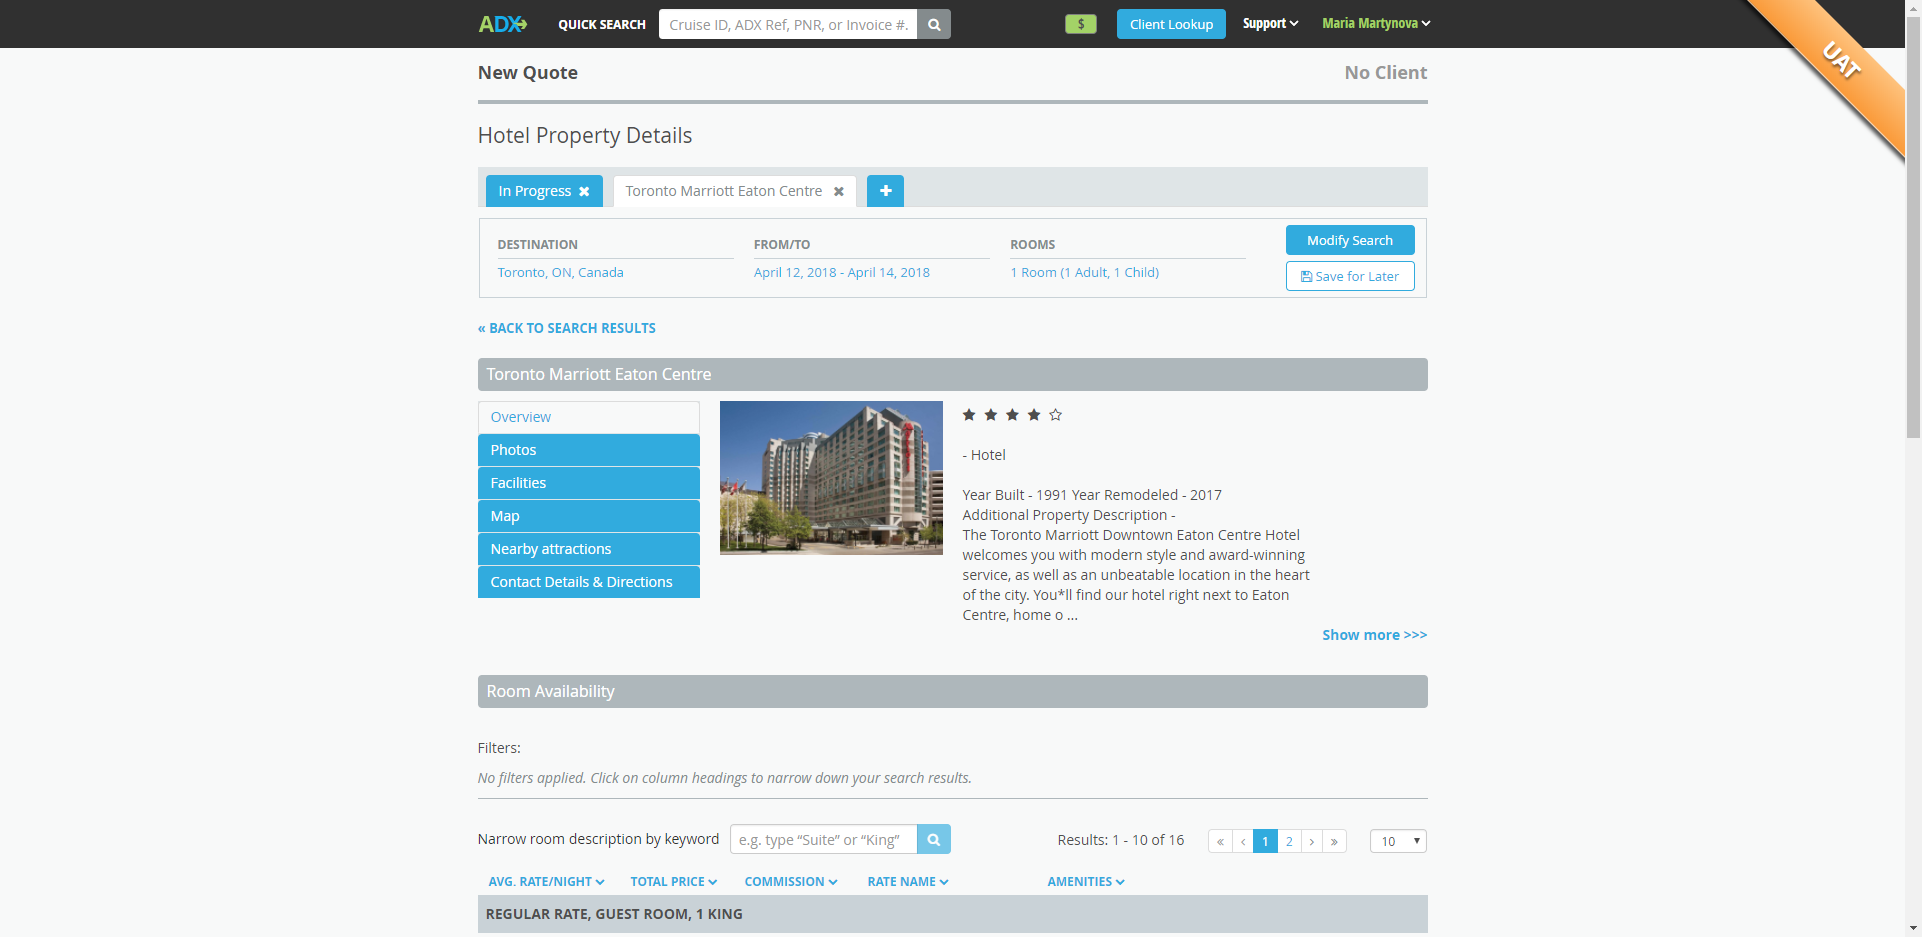 ADX QUICK SEARCH Cruise ID, ADX Ref, PNR, or Invoice #. $ Client Lookup Support Maria Martynova
UAT
New Quote No Client
Hotel Property Details
In Progress Toronto Marriott Eaton Centre
DESTINATION FROM/TO ROOMS Modify Search
Toronto, ON, Canada April 12, 2018 - April 14, 2018 1 Room (1 Adult, 1 Child) Save for Later
« BACK TO SEARCH RESULTS
Toronto Marriott Eaton Centre
Overview
Photos
Facilities
Map
Nearby attractions
Contact Details & Directions
- Hotel
Year Built - 1991 Year Remodeled - 2017
Additional Property Description -
The Toronto Marriott Downtown Eaton Centre Hotel
welcomes you with modern style and award-winning
service, as well as an unbeatable location in the heart
of the city. You*ll find our hotel right next to Eaton
Centre, home o ...
Show more >>>
Room Availability
Filters:
No filters applied. Click on column headings to narrow down your search results.
Narrow room description by keyword e.g. type “Suite” or “King” Results: 1 - 10 of 16 « ‹ 1 2 › » 10
AVG. RATE/NIGHT TOTAL PRICE COMMISSION RATE NAME AMENITIES
REGULAR RATE, GUEST ROOM, 1 KING